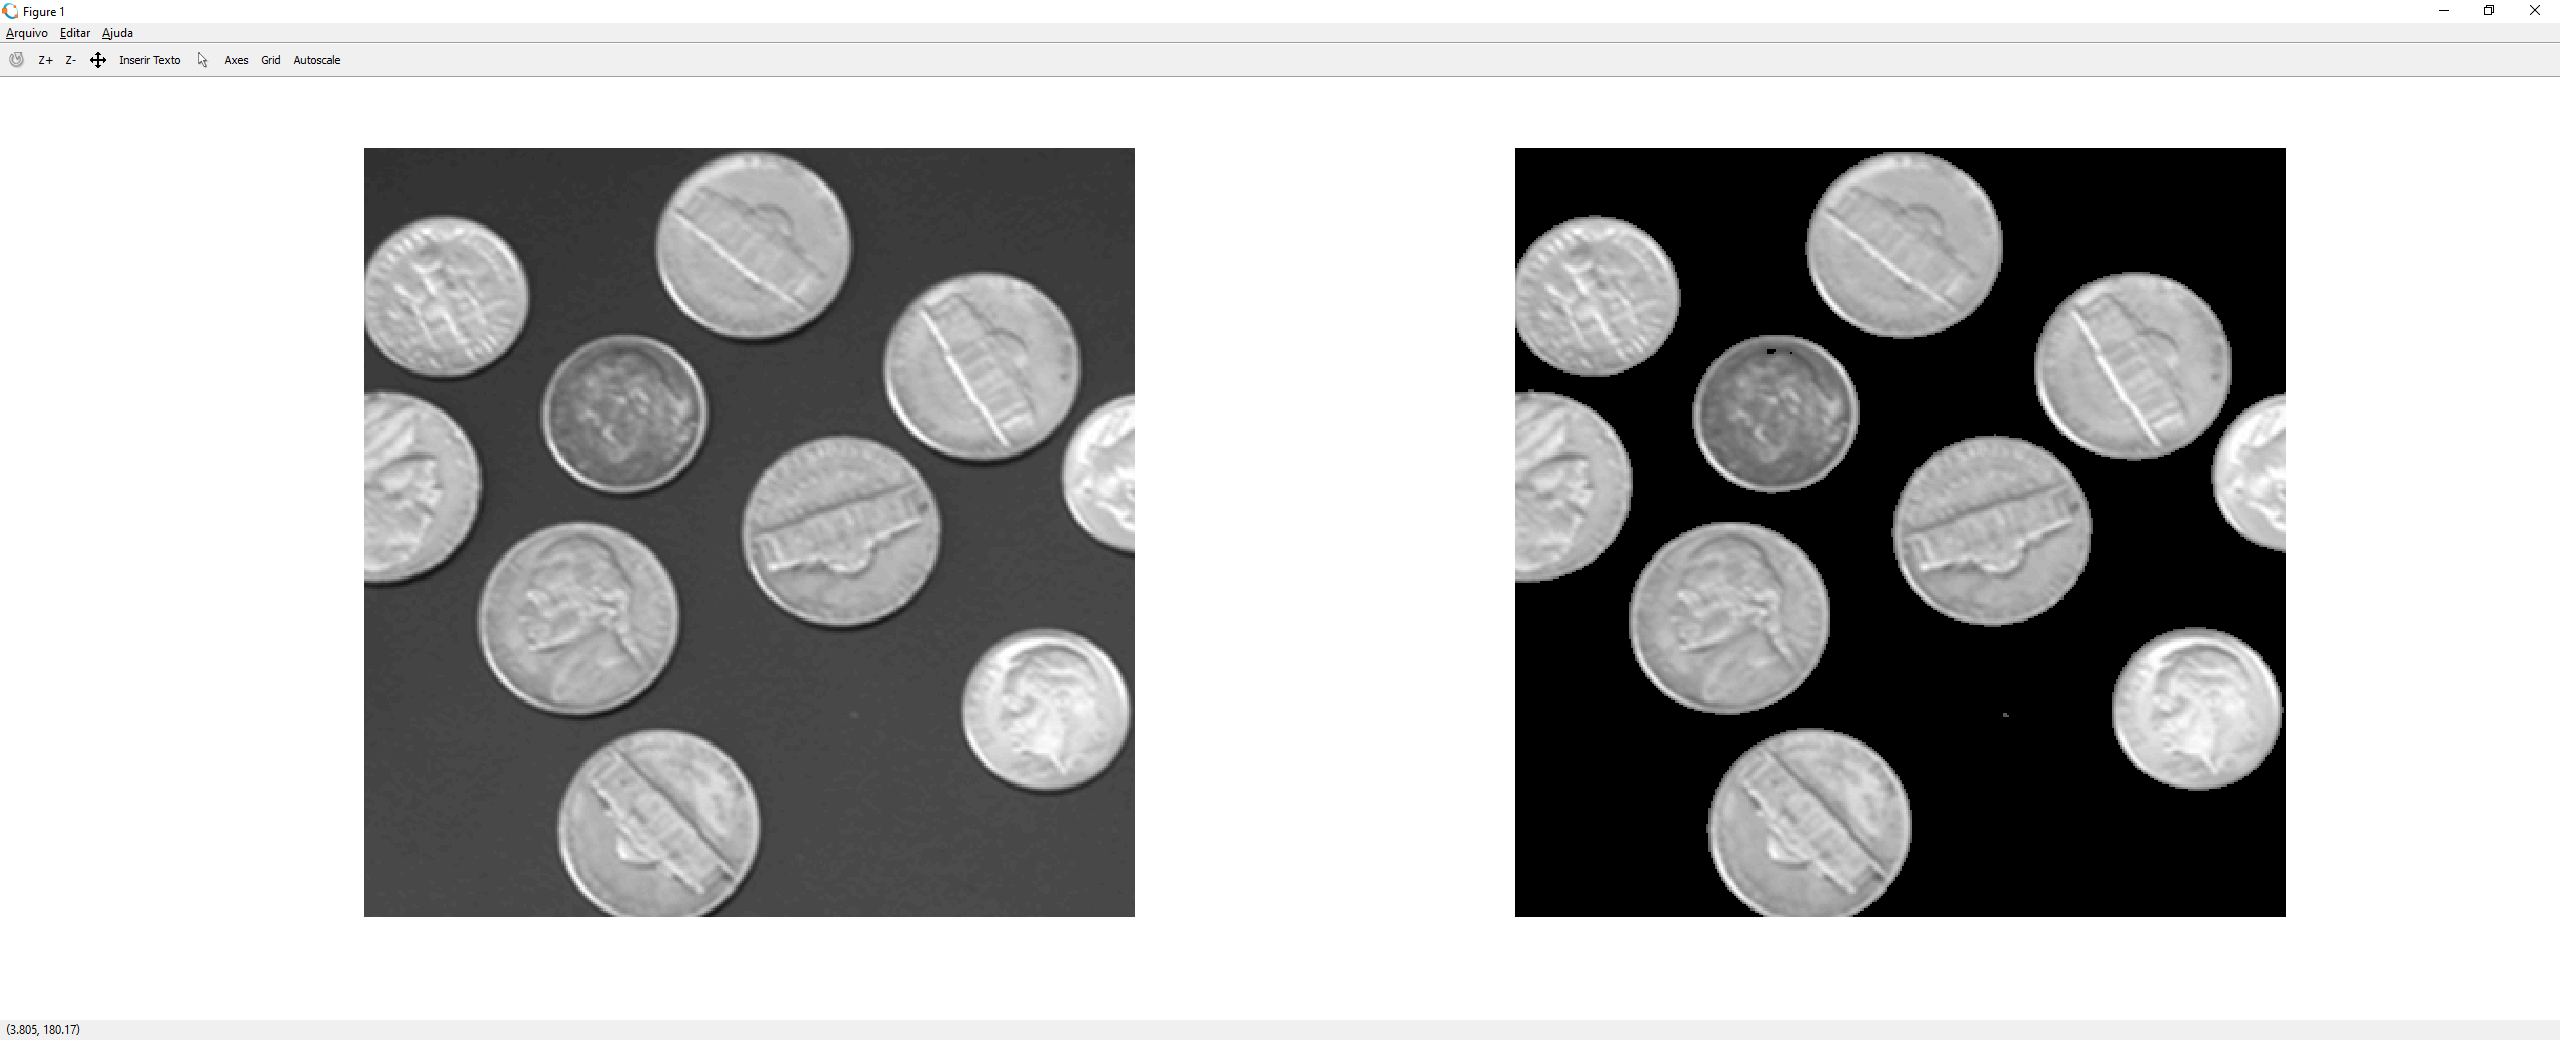 Figure 1
Arquivo Editar Ajuda
Z+ Z- Inserir Texto Axes Grid Autoscale
(3.805, 180.17)